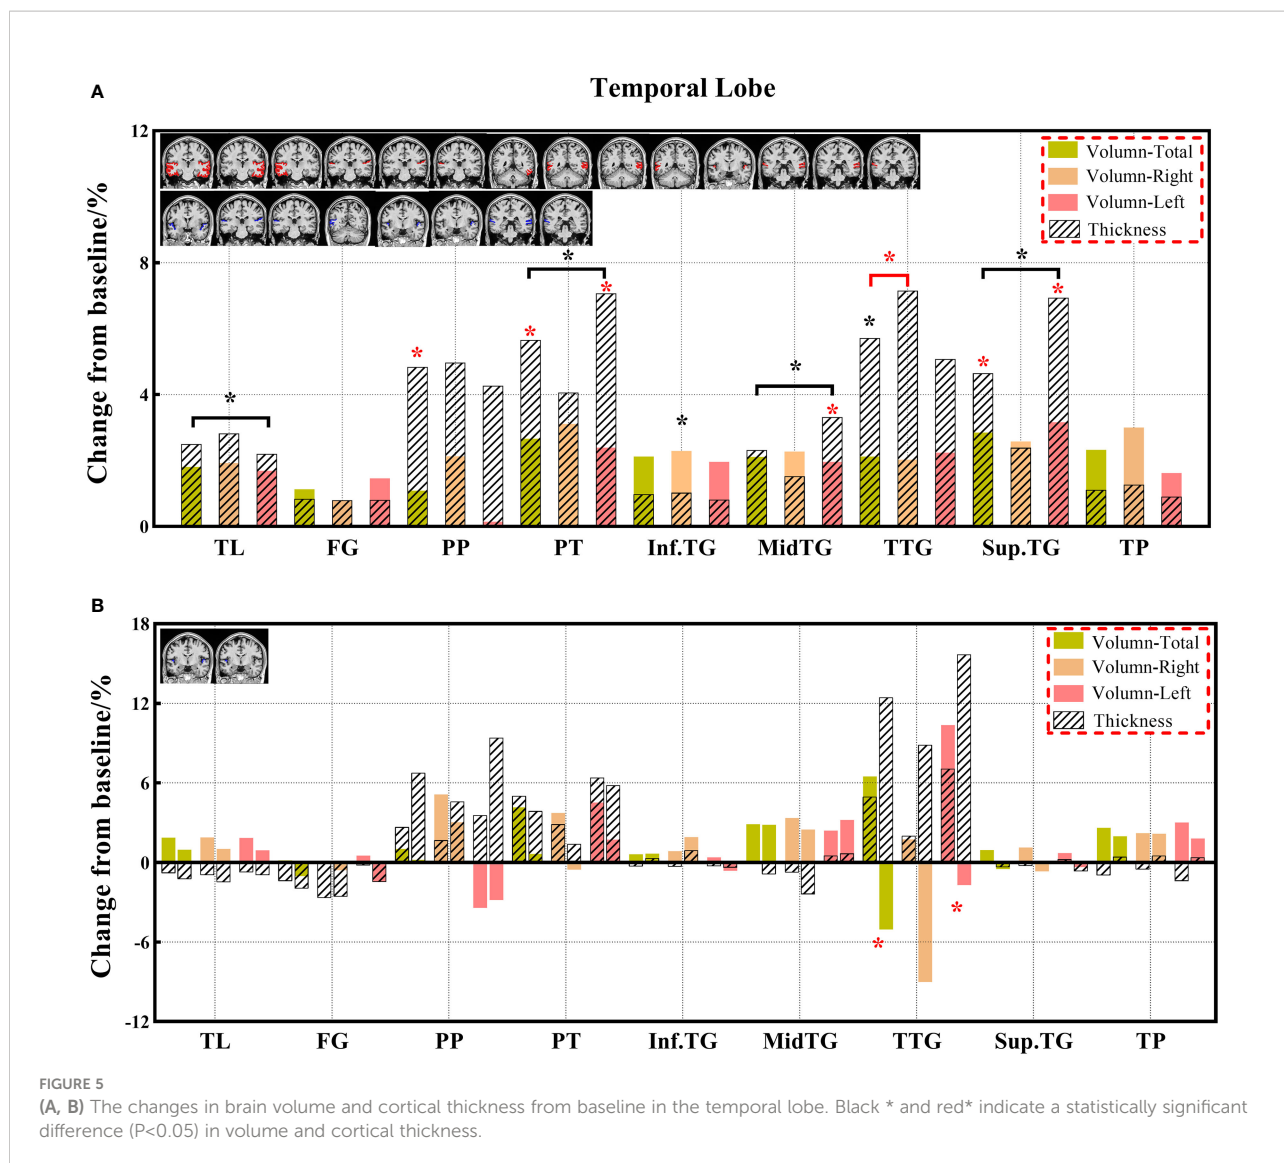 A
Temporal Lobe
Change from baseline/%
12
8
4
0
Volumn-Total
Volumn-Right
Volumn-Left
Thickness
*
*
*
*
*
*
*
*
*
*
*
*
*
*
TL FG PP PT Inf.TG MidTG TTG Sup.TG TP
B
Change from baseline/%
18
12
6
0
-6
-12
Volumn-Total
Volumn-Right
Volumn-Left
Thickness
*
*
TL FG PP PT Inf.TG MidTG TTG Sup.TG TP
FIGURE 5
(A, B) The changes in brain volume and cortical thickness from baseline in the temporal lobe. Black * and red* indicate a statistically significant
difference (P<0.05) in volume and cortical thickness.